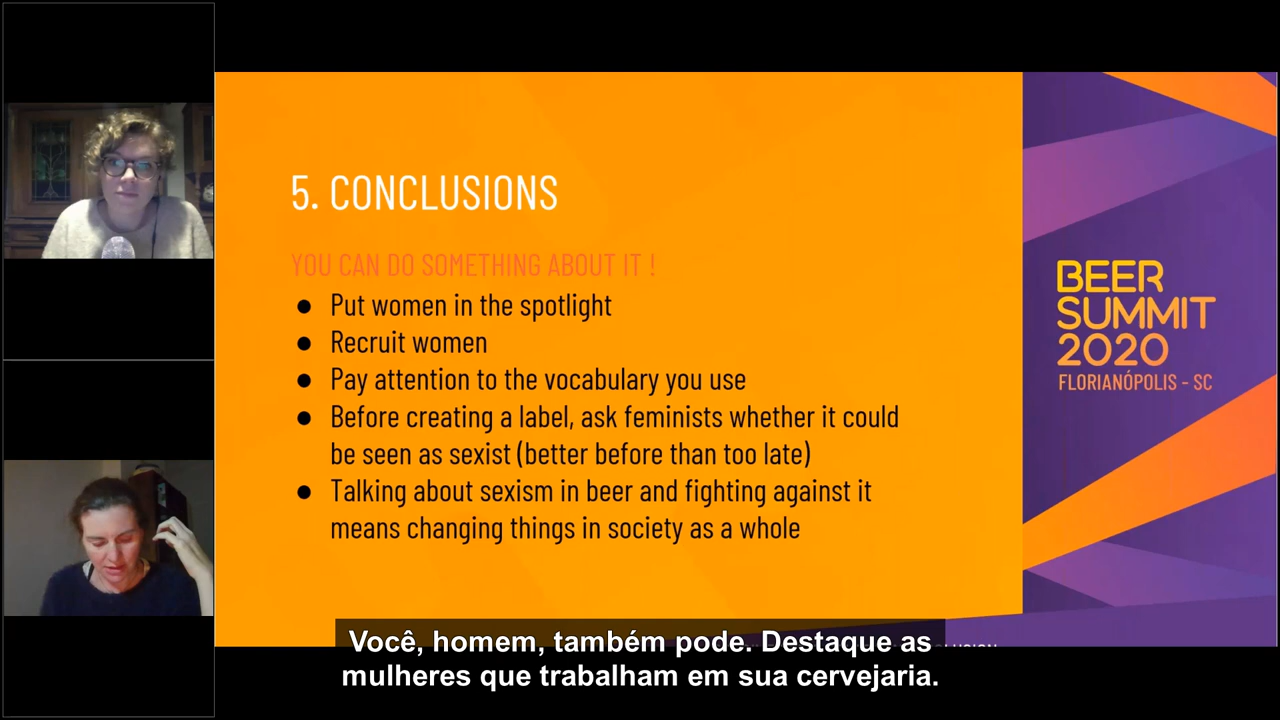 5. CONCLUSIONS
YOU CAN DO SOMETHING ABOUT IT !
● Put women in the spotlight
● Recruit women
● Pay attention to the vocabulary you use
● Before creating a label, ask feminists whether it could
be seen as sexist (better before than too late)
● Talking about sexism in beer and fighting against it
means changing things in society as a whole
BEER
SUMMIT
2020
FLORIANÓPOLIS - SC
Você, homem, também pode. Destaque as
mulheres que trabalham em sua cervejaria.